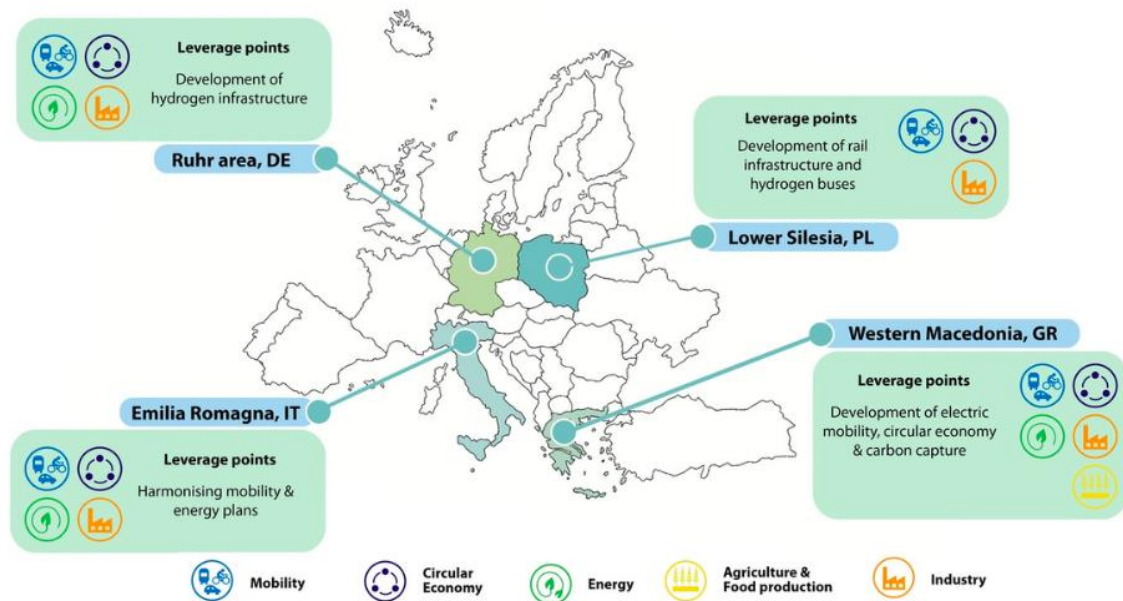 Leverage points
Development of
hydrogen infrastructure
Ruhr area, DE
Leverage points
Development of rail
infrastructure and
hydrogen buses
Lower Silesia, PL
Western Macedonia, GR
Leverage points
Development of electric
mobility, circular economy
& carbon capture
Emilia Romagna, IT
Leverage points
Harmonising mobility &
energy plans
Mobility
Circular
Economy
Energy
Agriculture &
Food production
Industry